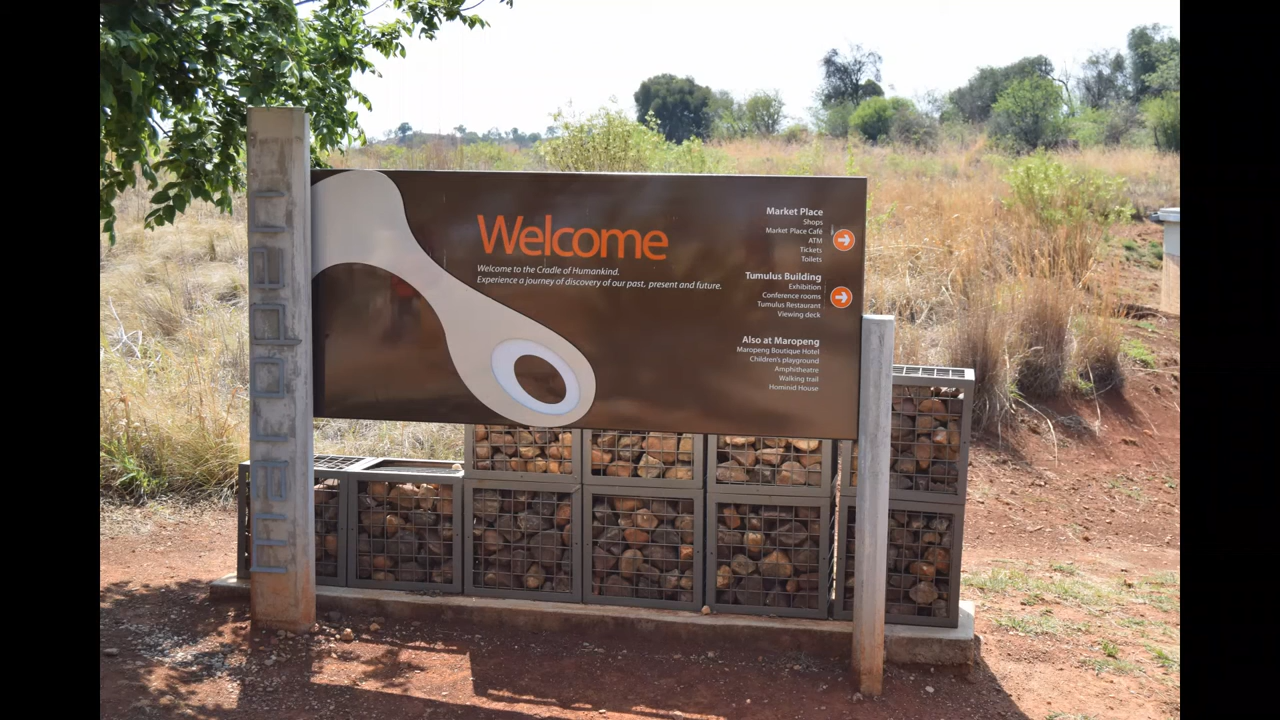 maropeng
Welcome
Welcome to the Cradle of Humankind.
Experience a journey of discovery of our past, present and future.
Market Place
Shops
Market Place Café
ATM
Tickets
Toilets
Tumulus Building
Exhibition
Conference rooms
Tumulus Restaurant
Viewing deck
Also at Maropeng
Maropeng Boutique Hotel
Children's playground
Amphitheatre
Walking trail
Hominid House